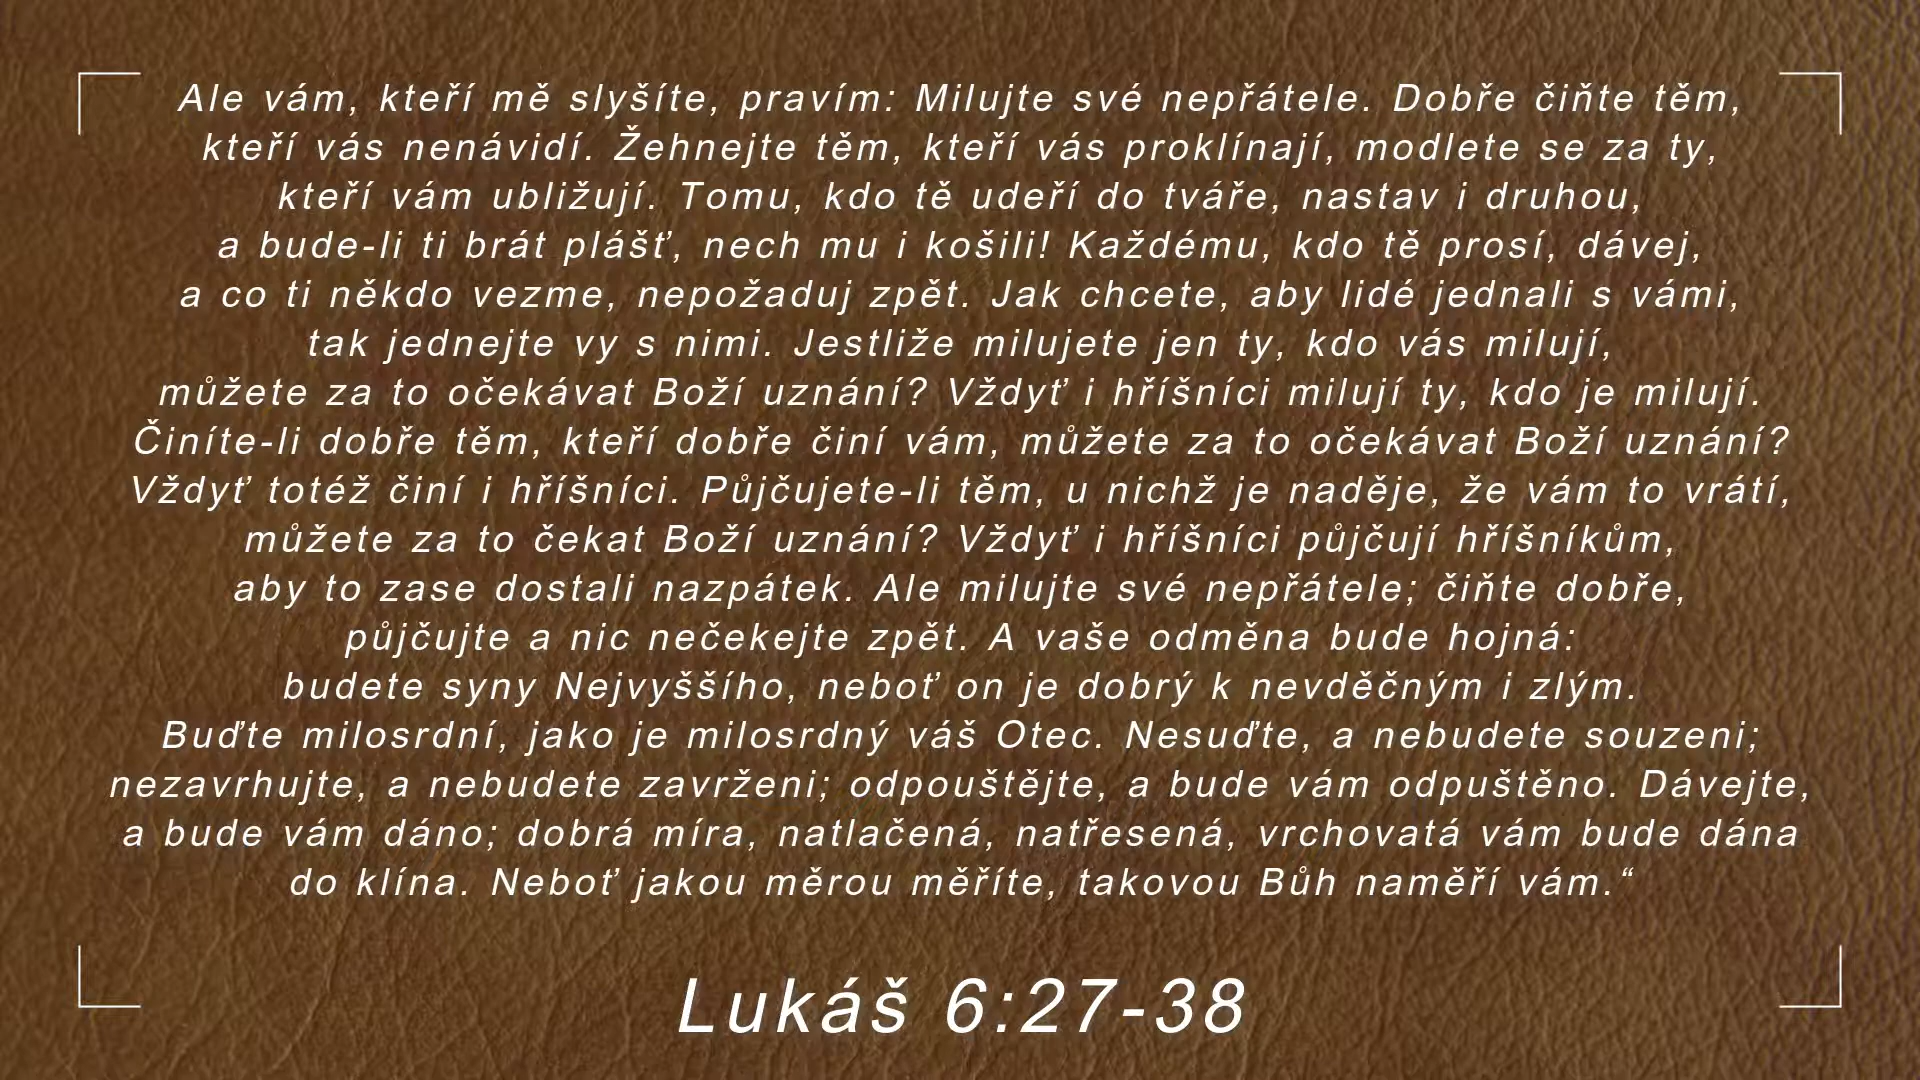 Ale vám, kteří mě slyšíte, pravím: Milujte své nepřátele. Dobře čiňte těm,
kteří vás nenávidí. Žehnejte těm, kteří vás proklínají, modlete se za ty,
kteří vám ubližují. Tomu, kdo tě udeří do tváře, nastav i druhou,
a bude-li ti brát plášť, nech mu i košili! Každému, kdo tě prosí, dávej,
a co ti někdo vezme, nepožaduj zpět. Jak chcete, aby lidé jednali s vámi,
tak jednejte vy s nimi. Jestliže milujete jen ty, kdo vás milují,
můžete za to očekávat Boží uznání? Vždyť i hříšníci milují ty, kdo je milují.
Činíte-li dobře těm, kteří dobře činí vám, můžete za to očekávat Boží uznání?
Vždyť totéž činí i hříšníci. Půjčujete-li těm, u nichž je naděje, že vám to vrátí,
můžete za to čekat Boží uznání? Vždyť i hříšníci půjčují hříšníkům,
aby to zase dostali nazpátek. Ale milujte své nepřátele; čiňte dobře,
půjčujte a nic nečekejte zpět. A vaše odměna bude hojná:
budete syny Nejvyššího, neboť on je dobrý k nevděčným i zlým.
Buďte milosrdní, jako je milosrdný váš Otec. Nesuďte, a nebudete souzeni;
nezavrhujte, a nebudete zavrženi; odpouštějte, a bude vám odpuštěno. Dávejte,
a bude vám dáno; dobrá míra, natlačená, natřesená, vrchovatá vám bude dána
do klína. Neboť jakou měrou měříte, takovou Bůh naměří vám.“
Lukáš 6:27-38